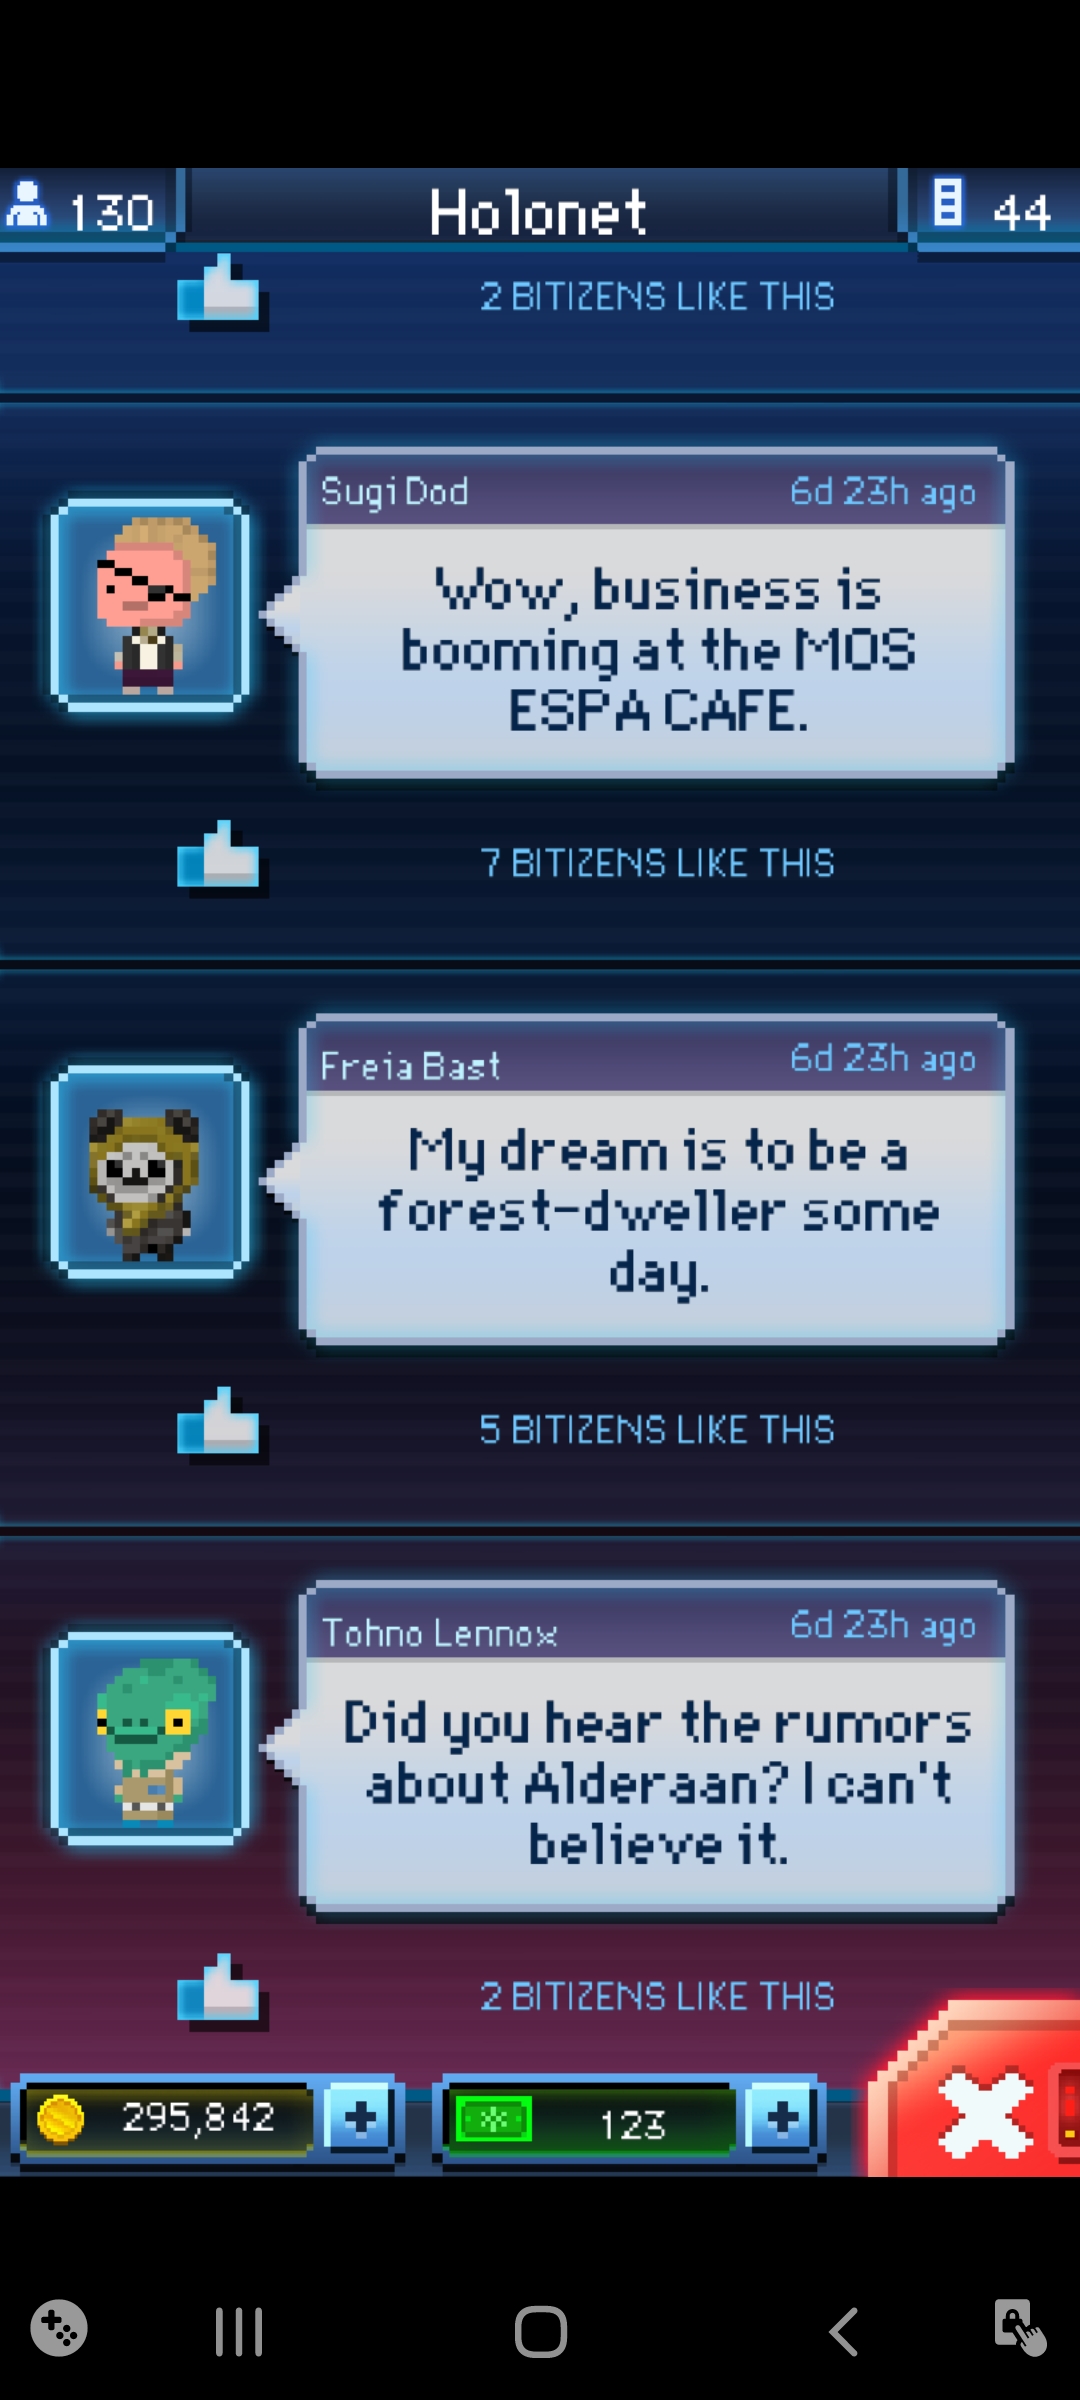 130 Holonet 44
2 BITIZENS LIKE THIS
Sugi Dod 6d 23h ago
Wow, business is
booming at the MOS
ESPA CAFE.
7 BITIZENS LIKE THIS
Freia Bast 6d 23h ago
My dream is to be a
forest-dweller some
day.
5 BITIZENS LIKE THIS
Tohno Lennox 6d 23h ago
Did you hear the rumors
about Alderaan? I can't
believe it.
2 BITIZENS LIKE THIS
295,842 + 123 +